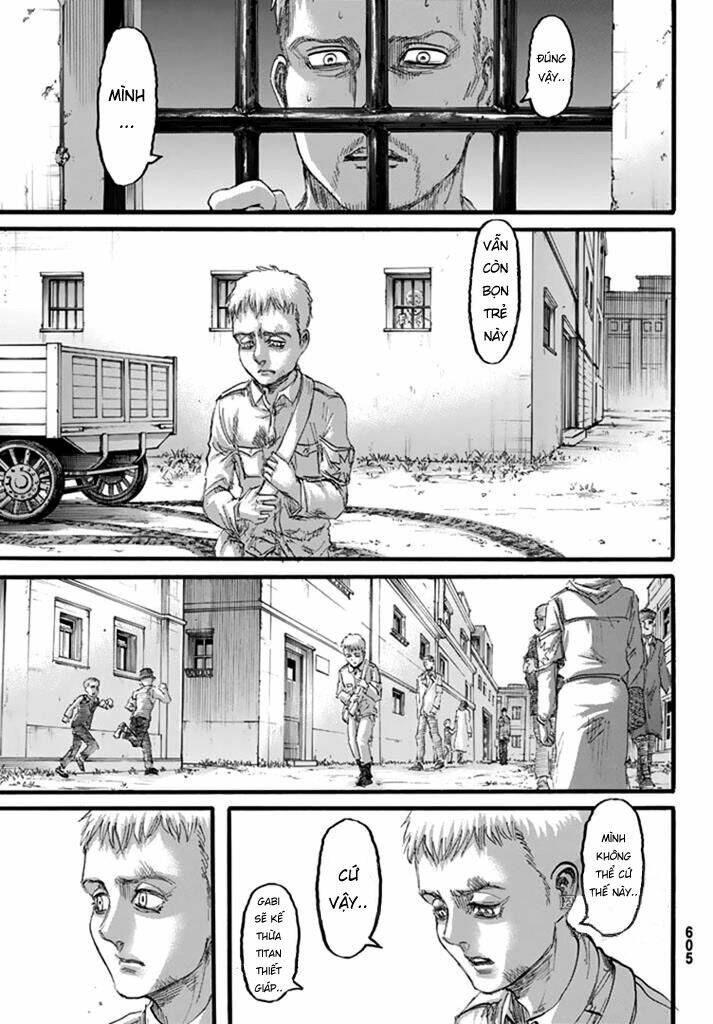 ĐÚNG
VẬY..
MÌNH
...
VẪN
CÒN
BỌN
TRẺ
NÀY
MÌNH
KHÔNG
THỂ CỨ
THẾ NÀY..
CỨ
VẬY..
GABI
SẼ KẾ
THỪA
TITAN
THIẾT
GIÁP..
605